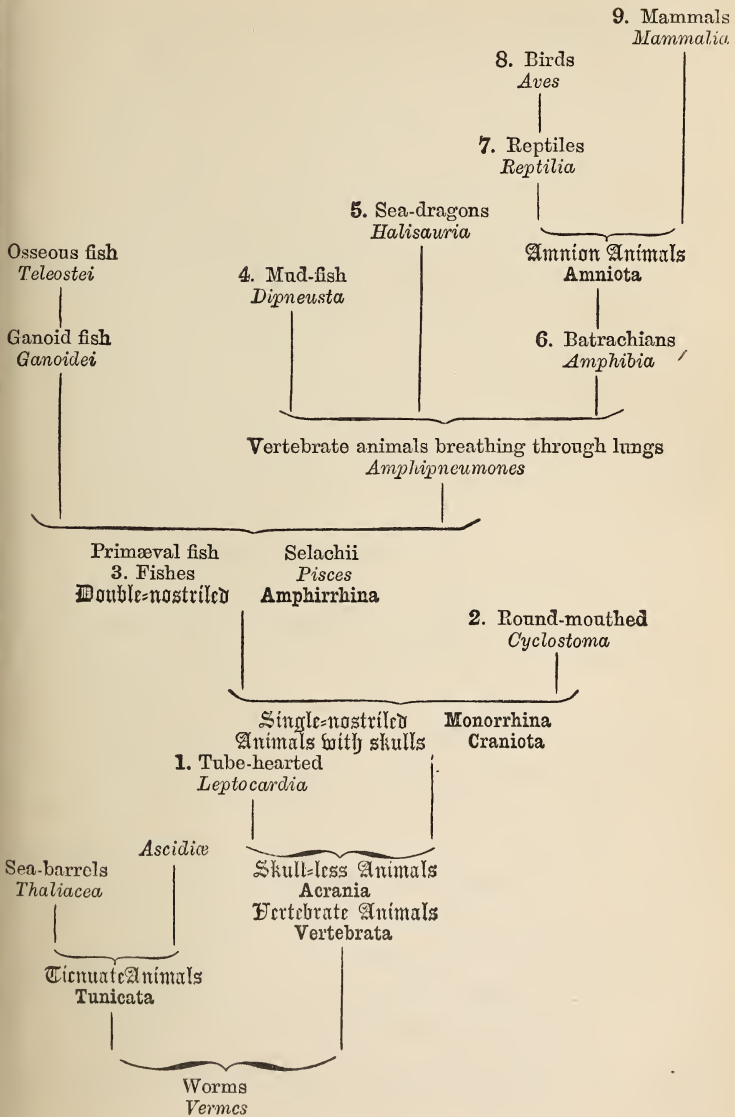 9. Mammals
Mammalia
8. Birds
Aves
7. Reptiles
Reptilia
5. Sea-dragons
Halisauria
Amnion Animals
Amniota
Osseous fish
Teleostei
4. Mud-fish
Dipneusta
Ganoid fish
Ganoidei
6. Batrachians
Amphibia
Vertebrate animals breathing through lungs
Amphipneumones
Primæval fish Selachii
3. Fishes Pisces
Double-nostriled Amphirrhina
2. Round-mouthed
Cyclostoma
Single-nostriled Monorrhina
Animals with skulls Craniota
1. Tube-hearted
Leptocardia
Ascidiæ
Sea-barrels
Thaliacea
Skull-less Animals
Acrania
Vertebrate Animals
Vertebrata
TicnuateAnimals
Tunicata
Worms
Vermes